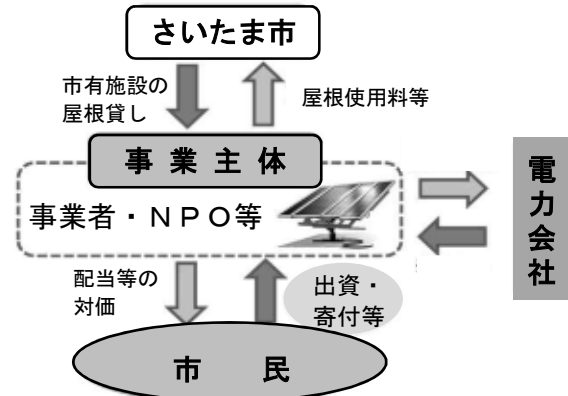 さいたま市
市有施設の
屋根貸し
屋根使用料等
事業主体
事業者・NPO等
電力会社
配当等の
対価
出資・
寄付等
市民